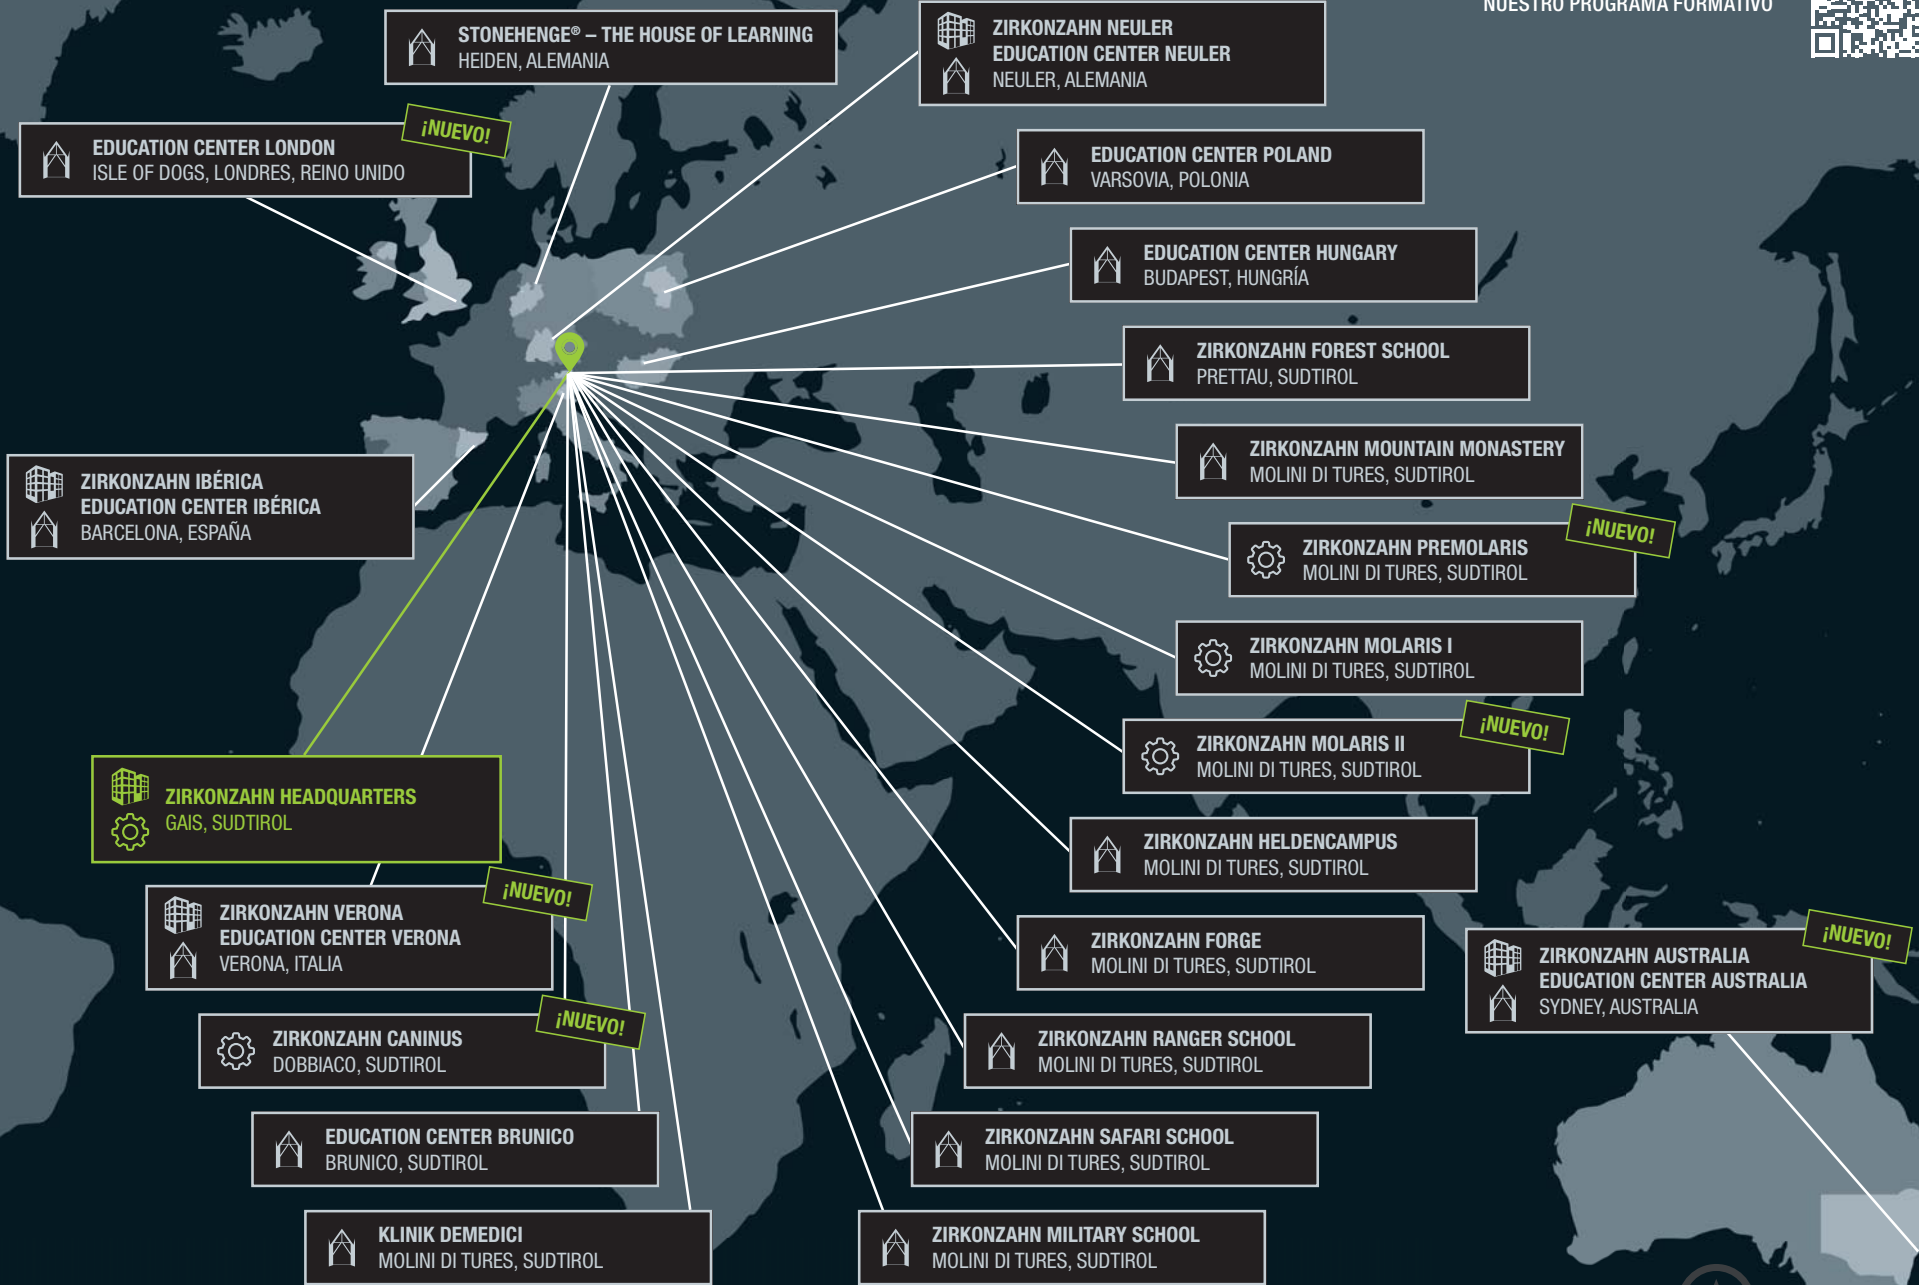 NUESTRO PROGRAMA FORMATIVO
STONEHENGE® – THE HOUSE OF LEARNING
HEIDEN, ALEMANIA
ZIRKONZAHN NEULER
EDUCATION CENTER NEULER
NEULER, ALEMANIA
¡NUEVO!
EDUCATION CENTER LONDON
ISLE OF DOGS, LONDRES, REINO UNIDO
EDUCATION CENTER POLAND
VARSOVIA, POLONIA
EDUCATION CENTER HUNGARY
BUDAPEST, HUNGRÍA
ZIRKONZAHN FOREST SCHOOL
PRETTAU, SUDTIROL
ZIRKONZAHN MOUNTAIN MONASTERY
MOLINI DI TURES, SUDTIROL
ZIRKONZAHN IBÉRICA
EDUCATION CENTER IBÉRICA
BARCELONA, ESPAÑA
¡NUEVO!
ZIRKONZAHN PREMOLARIS
MOLINI DI TURES, SUDTIROL
ZIRKONZAHN MOLARIS I
MOLINI DI TURES, SUDTIROL
¡NUEVO!
ZIRKONZAHN MOLARIS II
MOLINI DI TURES, SUDTIROL
ZIRKONZAHN HEADQUARTERS
GAIS, SUDTIROL
ZIRKONZAHN HELDENCAMPUS
MOLINI DI TURES, SUDTIROL
¡NUEVO!
ZIRKONZAHN VERONA
EDUCATION CENTER VERONA
VERONA, ITALIA
ZIRKONZAHN FORGE
MOLINI DI TURES, SUDTIROL
¡NUEVO!
ZIRKONZAHN AUSTRALIA
EDUCATION CENTER AUSTRALIA
SYDNEY, AUSTRALIA
¡NUEVO!
ZIRKONZAHN CANINUS
DOBBIACO, SUDTIROL
ZIRKONZAHN RANGER SCHOOL
MOLINI DI TURES, SUDTIROL
EDUCATION CENTER BRUNICO
BRUNICO, SUDTIROL
ZIRKONZAHN SAFARI SCHOOL
MOLINI DI TURES, SUDTIROL
KLINIK DEMEDICI
MOLINI DI TURES, SUDTIROL
ZIRKONZAHN MILITARY SCHOOL
MOLINI DI TURES, SUDTIROL